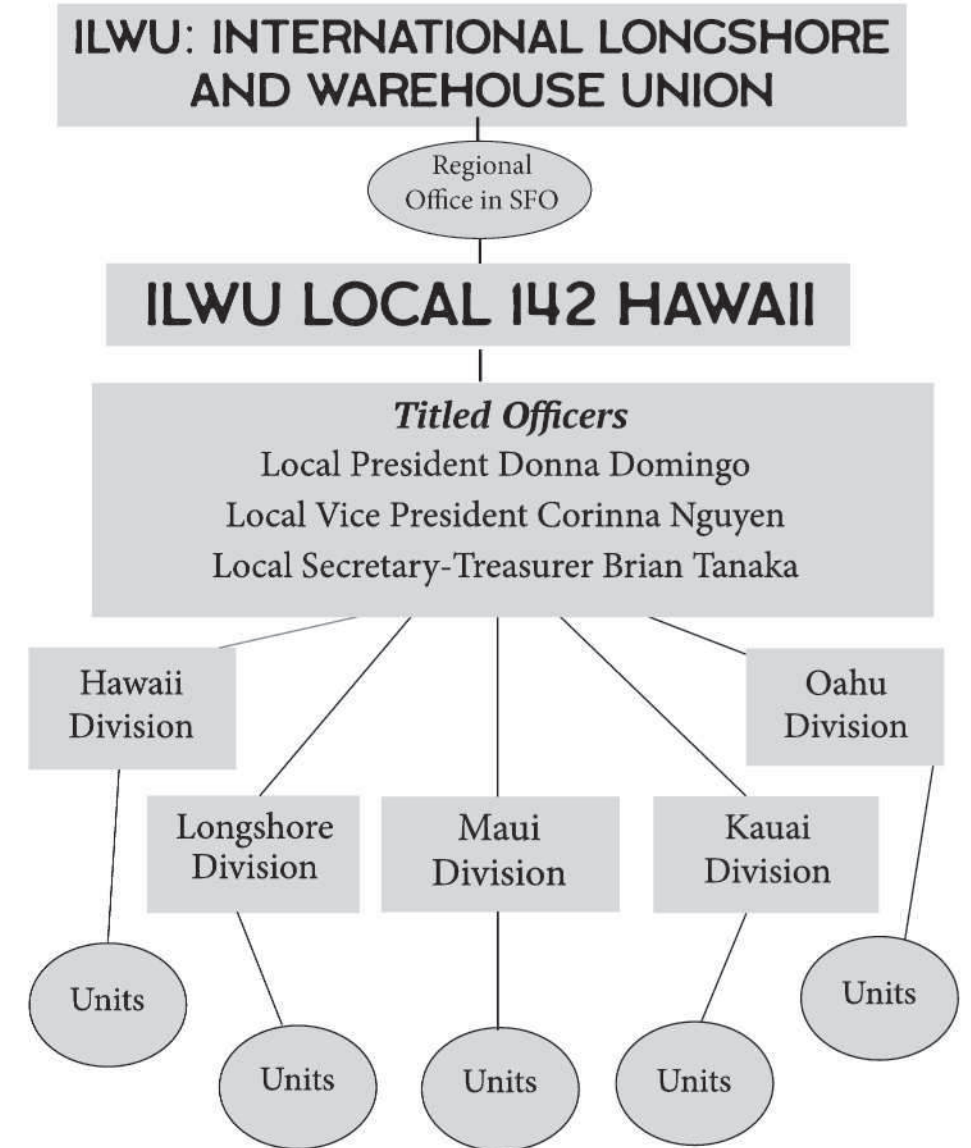 ILWU: INTERNATIONAL LONGSHORE
AND WAREHOUSE UNION
Regional
Office in SFO
ILWU LOCAL 142 HAWAII
Titled Officers
Local President Donna Domingo
Local Vice President Corinna Nguyen
Local Secretary-Treasurer Brian Tanaka
Hawaii
Division
Oahu
Division
Longshore
Division
Maui
Division
Kauai
Division
Units
Units
Units
Units
Units